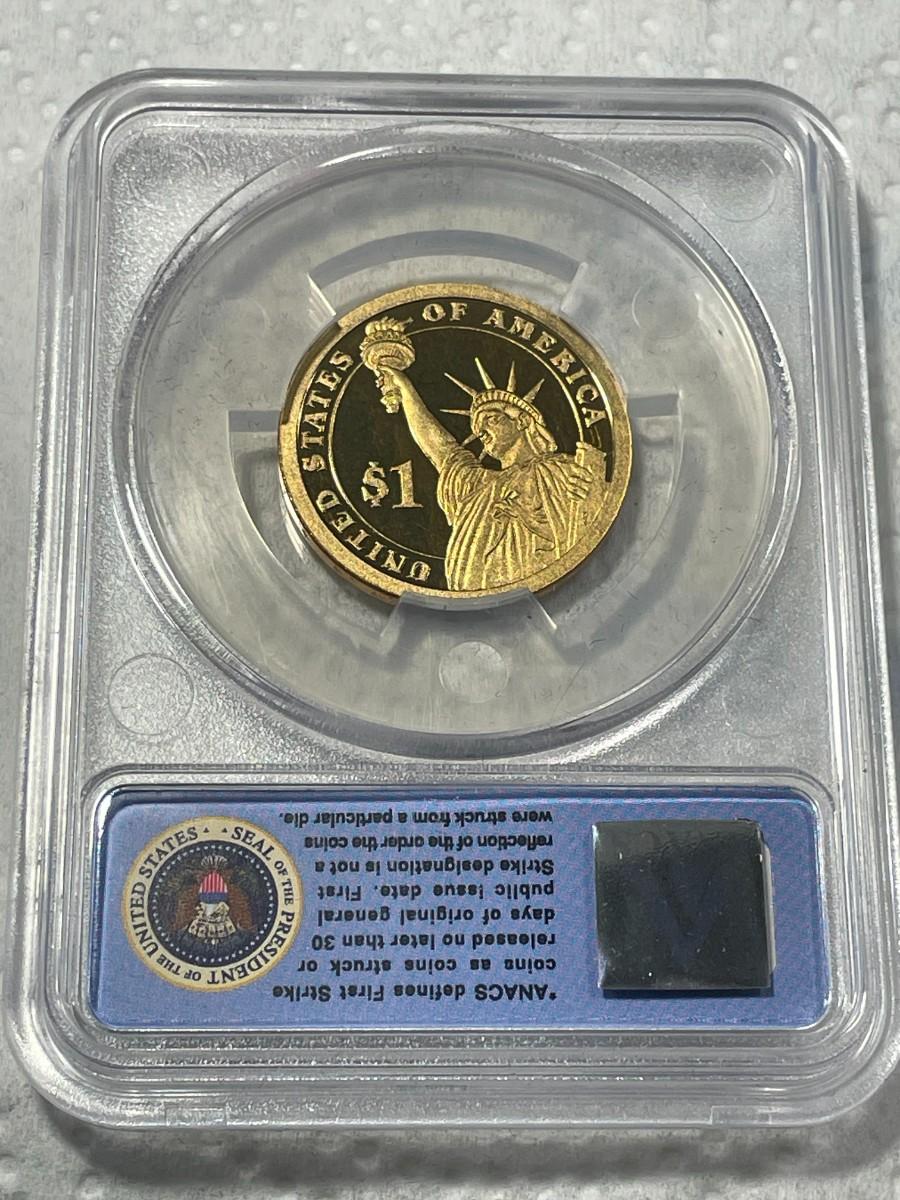 UNITED STATES OF AMERICA
$1
*ANACS defines First Strike
coins as coins struck or
released no later than 30
days of original general
public issue date. First
Strike designation is not a
reflection of the order the coins
were struck from a particular die.
SEAL OF THE PRESIDENT OF THE UNITED STATES